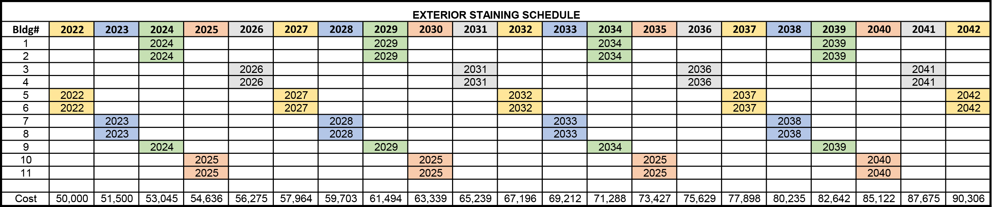 EXTERIOR STAINING SCHEDULE
Bldg# 2022 2023 2024 2025 2026 2027 2028 2029 2030 2031 2032 2033 2034 2035 2036 2037 2038 2039 2040 2041 2042
1 2024 2029 2034 2039
2 2024 2029 2034 2039
3 2026 2031 2036 2041
4 2026 2031 2036 2041
5 2022 2027 2032 2037 2042
6 2022 2027 2032 2037 2042
7 2023 2028 2033 2038
8 2023 2028 2033 2038
9 2024 2029 2034 2039
10 2025 2025 2025 2040
11 2025 2025 2025 2040
Cost 50,000 51,500 53,045 54,636 56,275 57,964 59,703 61,494 63,339 65,239 67,196 69,212 71,288 73,427 75,629 77,898 80,235 82,642 85,122 87,675 90,306